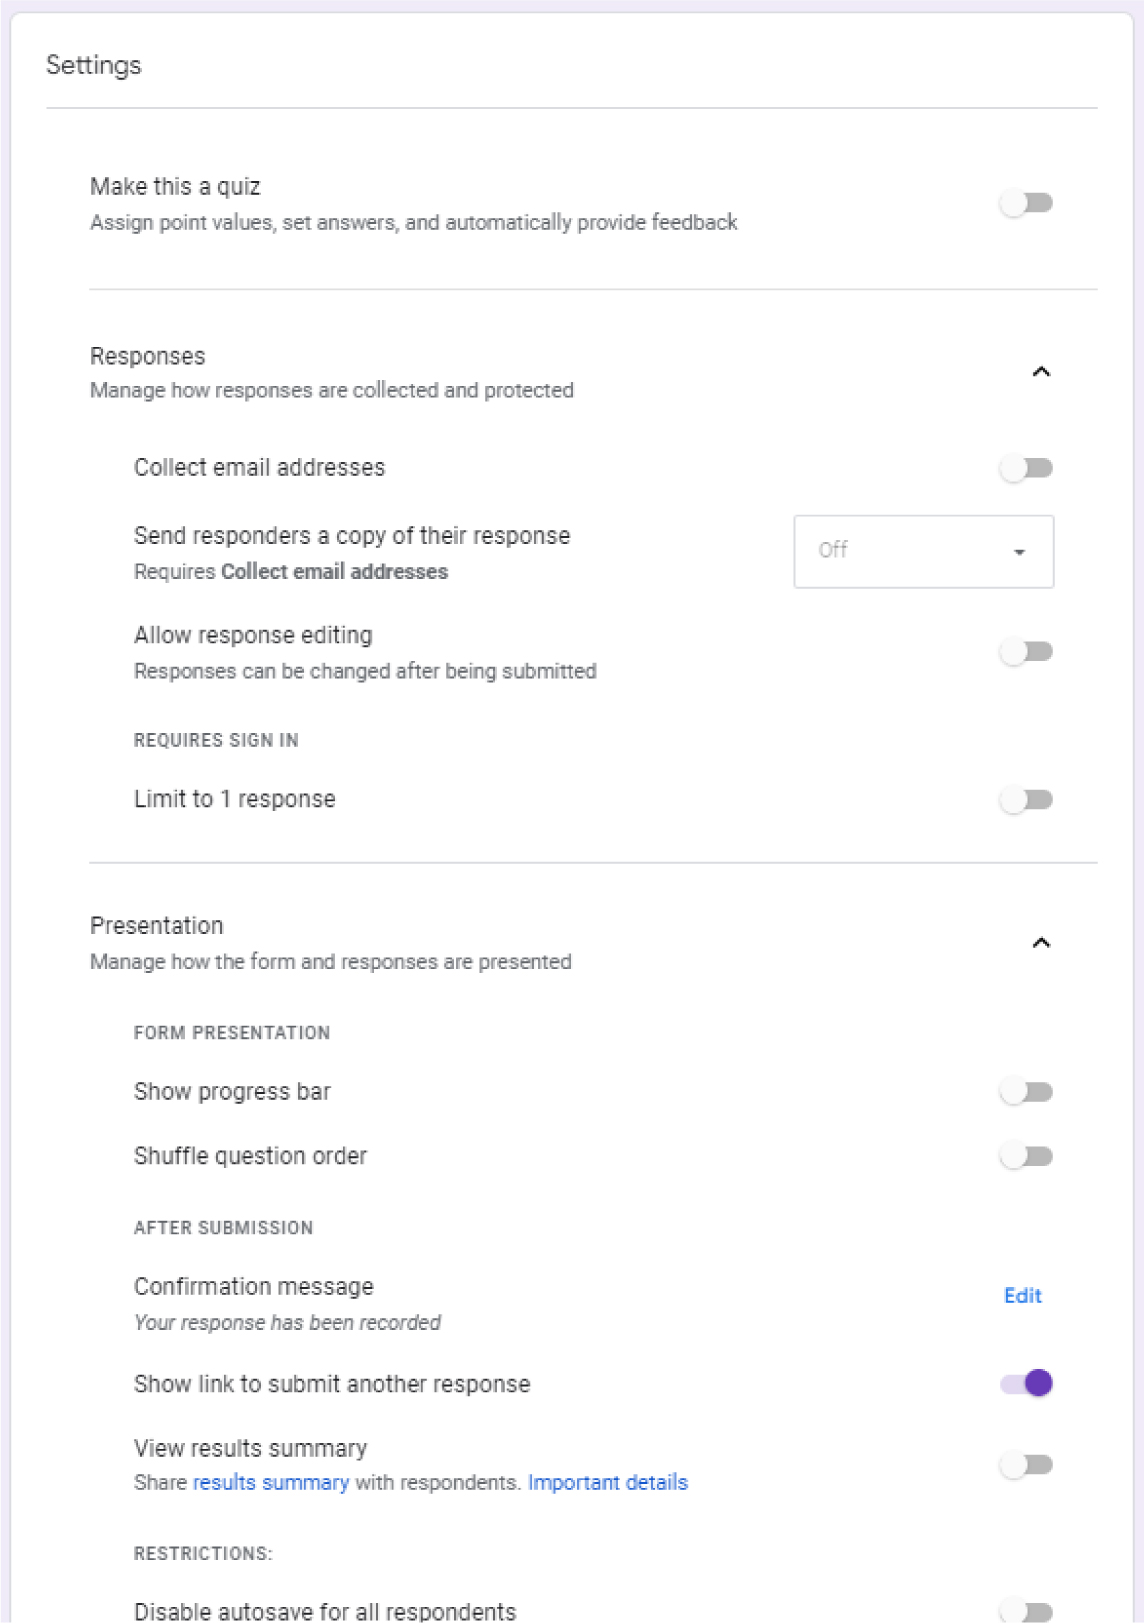 Settings
Make this a quiz
Assign point values, set answers, and automatically provide feedback
Responses
Manage how responses are collected and protected
Collect email addresses
Send responders a copy of their response
Requires Collect email addresses
Off
Allow response editing
Responses can be changed after being submitted
REQUIRES SIGN IN
Limit to 1 response
Presentation
Manage how the form and responses are presented
FORM PRESENTATION
Show progress bar
Shuffle question order
AFTER SUBMISSION
Confirmation message
Your response has been recorded
Edit
Show link to submit another response
View results summary
Share results summary with respondents. Important details
RESTRICTIONS:
Disable autosave for all respondents